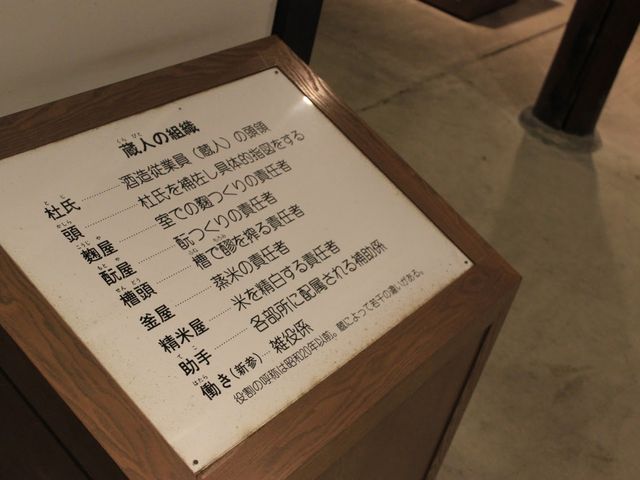 蔵人の組織
杜氏………酒造従業員（蔵人）の頭領
頭………杜氏を補佐し具体的指図をする
麹屋………室での麹つくりの責任者
酛屋………酛つくりの責任者
槽頭………槽で醪を搾る責任者
釜屋………蒸米の責任者
精米屋………米を精白する責任者
助手………各部所に配属される補助係
働き（新参）…雑役係
役割の呼称は昭和20年以前。蔵によって若干の違いがある。